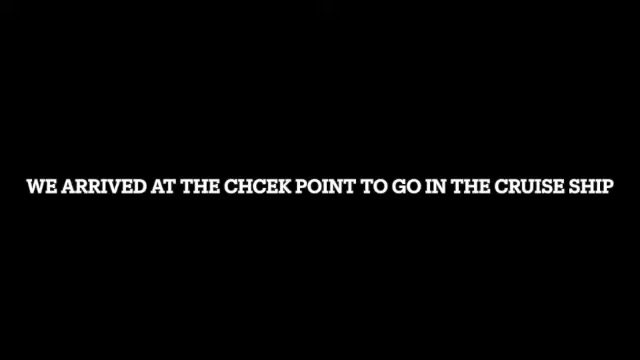 WE ARRIVED AT THE CHCEK POINT TO GO IN THE CRUISE SHIP